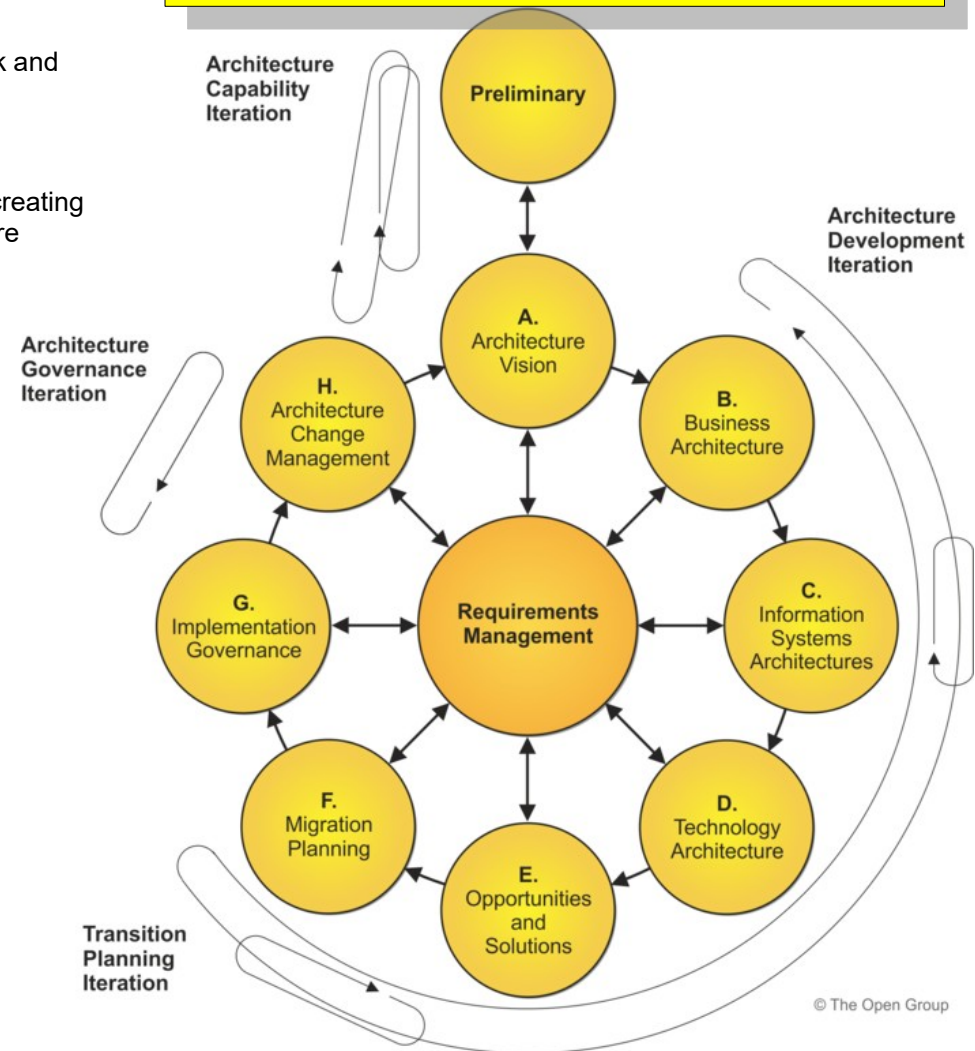 k and
creating
re
Architecture
Capability
Iteration
Preliminary
Architecture
Development
Iteration
Architecture
Governance
Iteration
A.
Architecture
Vision
H.
Architecture
Change
Management
B.
Business
Architecture
G.
Implementation
Governance
Requirements
Management
C.
Information
Systems
Architectures
F.
Migration
Planning
D.
Technology
Architecture
E.
Opportunities
and
Solutions
Transition
Planning
Iteration
© The Open Group